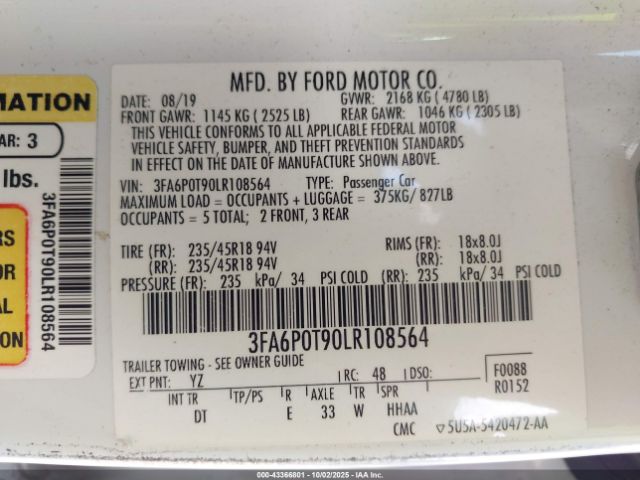 MFD. BY FORD MOTOR CO.
DATE: 08/19 GVWR: 2168 KG ( 4780 LB)
FRONT GAWR: 1145 KG ( 2525 LB) REAR GAWR: 1046 KG ( 2305 LB)
THIS VEHICLE CONFORMS TO ALL APPLICABLE FEDERAL MOTOR
VEHICLE SAFETY, BUMPER, AND THEFT PREVENTION STANDARDS
IN EFFECT ON THE DATE OF MANUFACTURE SHOWN ABOVE.
VIN: 3FA6P0T90LR108564 TYPE: Passenger Car
MAXIMUM LOAD = OCCUPANTS + LUGGAGE = 375KG/ 827LB
OCCUPANTS = 5 TOTAL; 2 FRONT, 3 REAR
TIRE (FR): 235/45R18 94V RIMS (FR): 18x8.0J
(RR): 235/45R18 94V (RR): 18x8.0J
PRESSURE (FR): 235 kPa/ 34 PSI COLD (RR): 235 kPa/ 34 PSI COLD
3FA6P0T90LR108564
TRAILER TOWING - SEE OWNER GUIDE
EXT PNT: YZ RC: 48 DSO: F0088
R0152
INT TR TP/PS R AXLE TR SPR
DT E 33 W HHAA
CMC 5U5A-5420472-AA
MATION
AR: 3
lbs.
RS
OR
AL
ION
3FA6P0T90LR108564
000-43366801 - 10/02/2025 - IAAI.COM